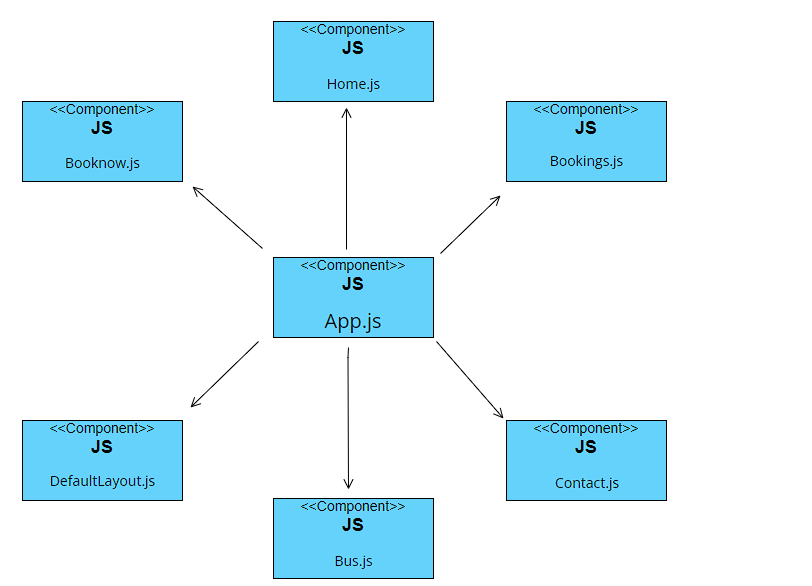 <<Component>>
JS
Home.js
<<Component>>
JS
Booknow.js
<<Component>>
JS
Bookings.js
<<Component>>
JS
App.js
<<Component>>
JS
DefaultLayout.js
<<Component>>
JS
Contact.js
<<Component>>
JS
Bus.js